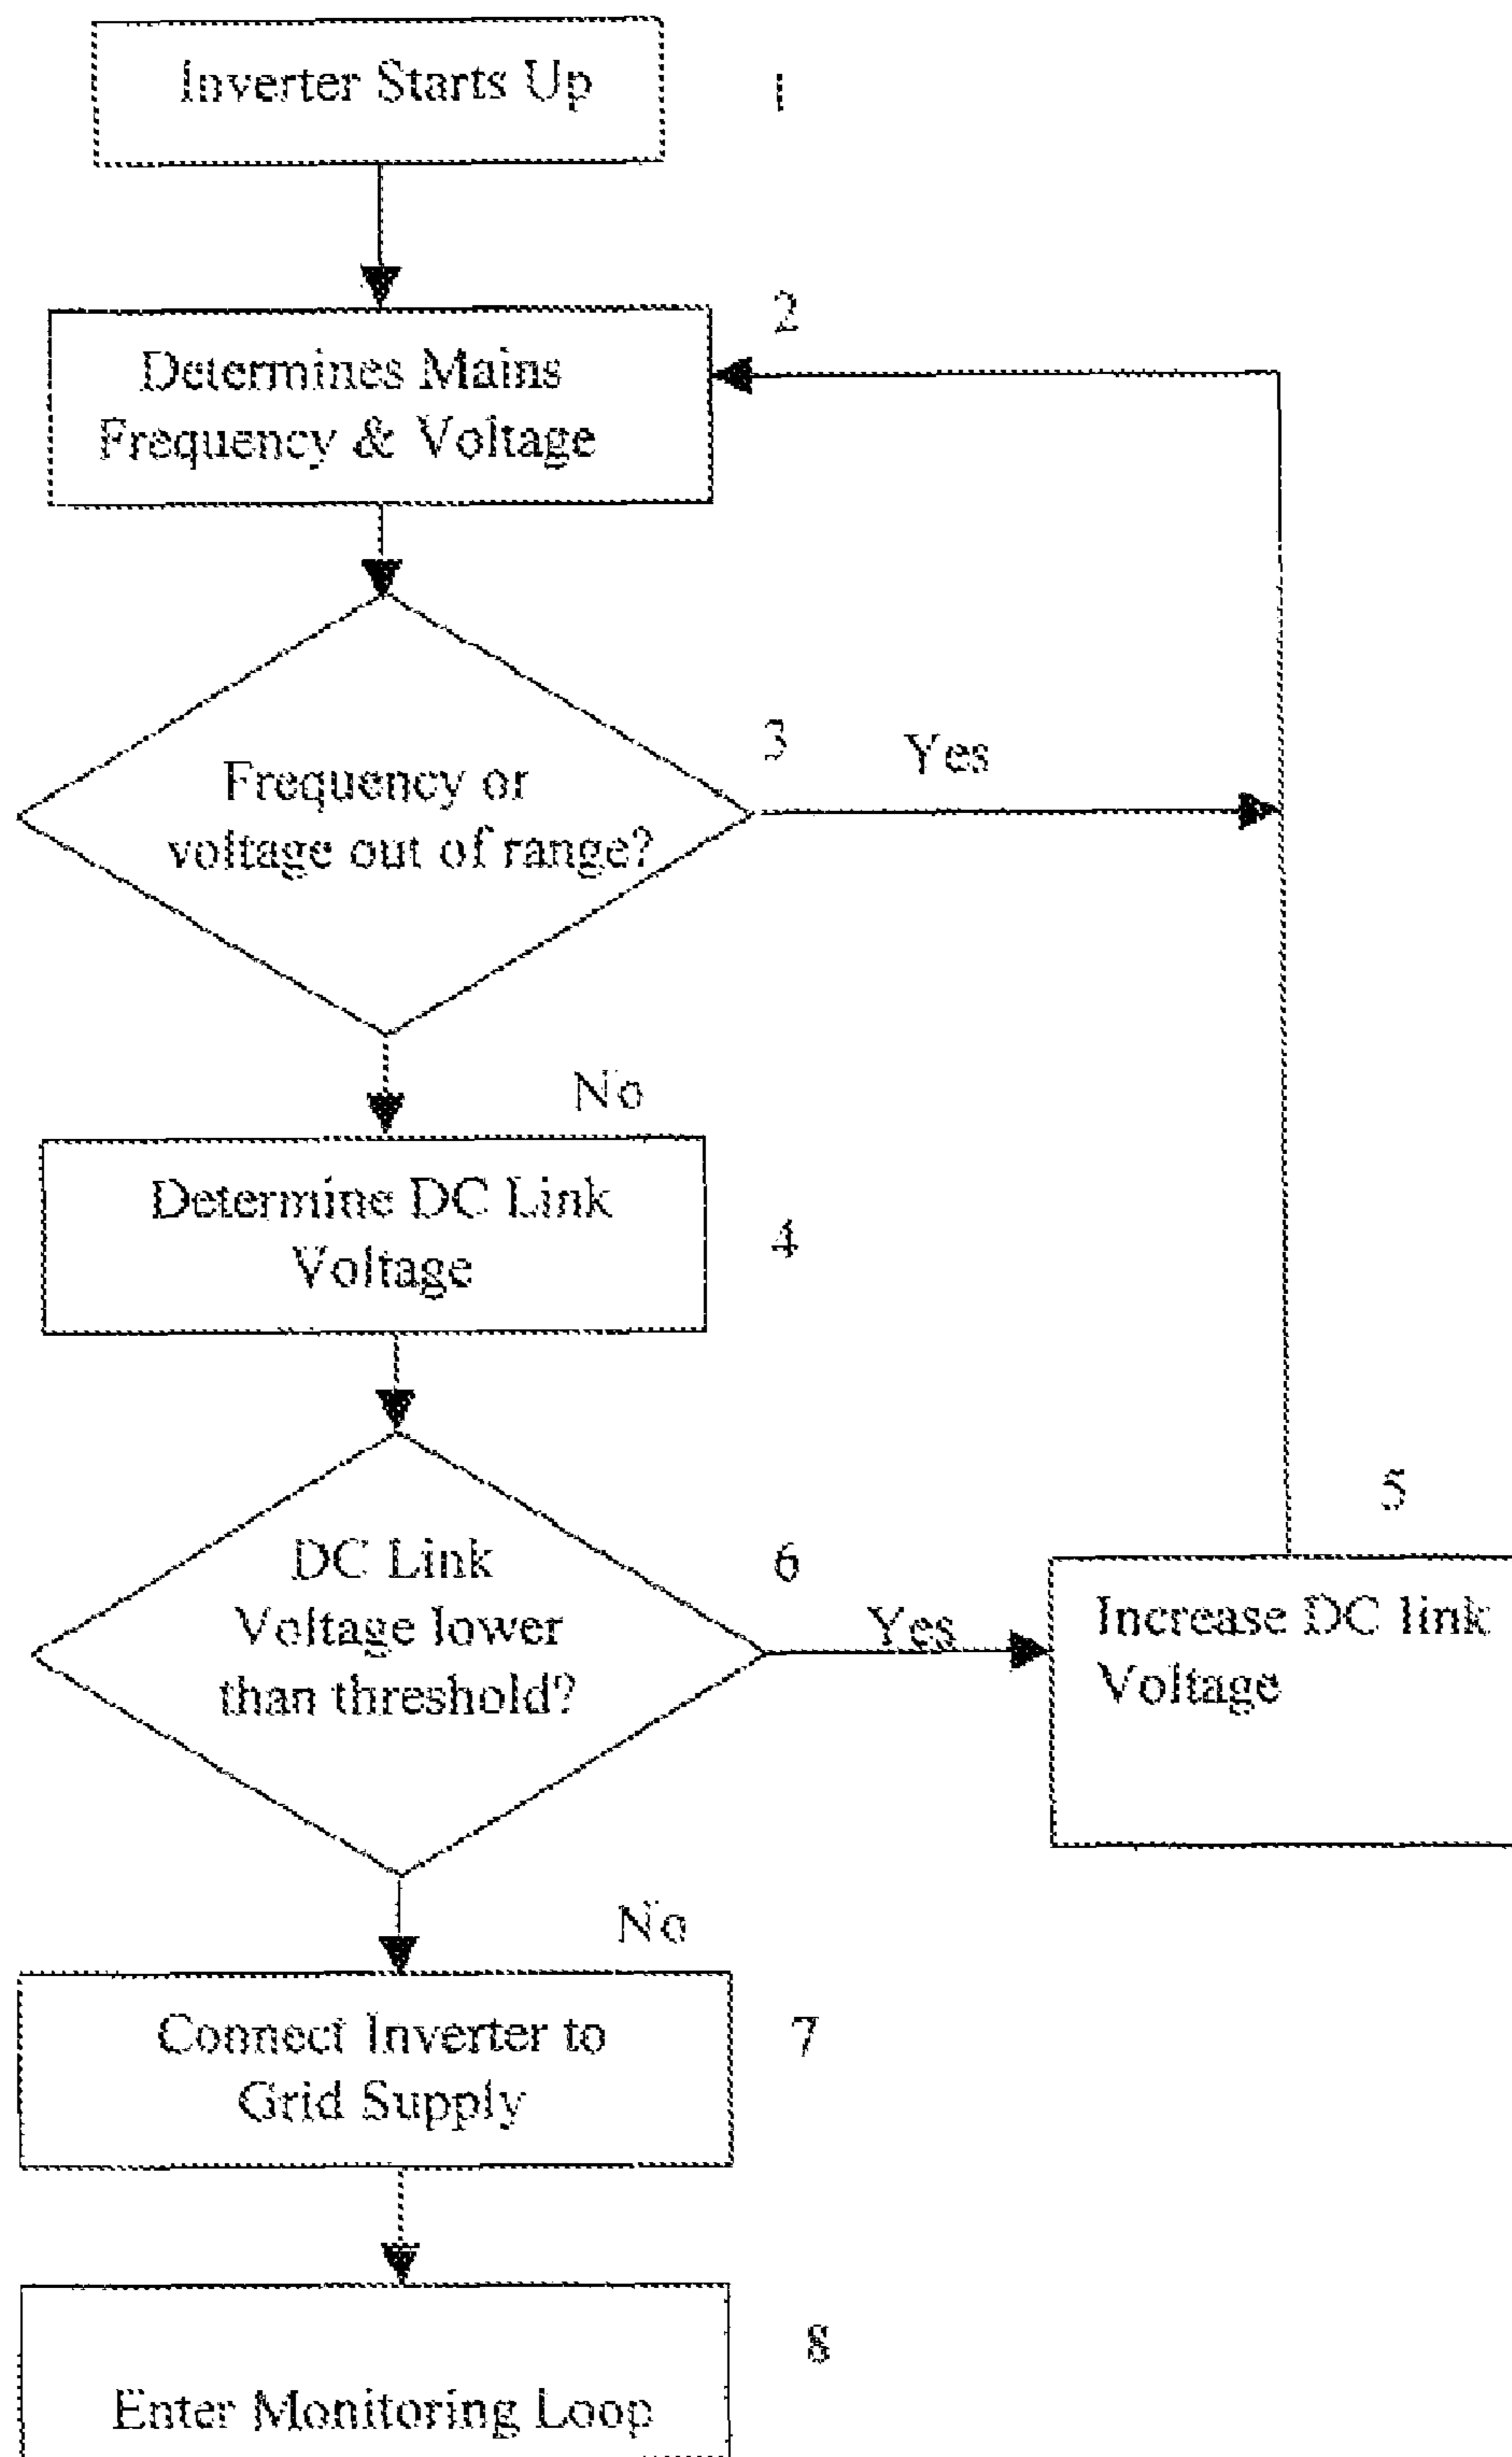 Inverter Starts Up
1
2
Determines Mains
Frequency & Voltage
3
Yes
Frequency or
voltage out of range?
No
Determine DC Link
Voltage
4
5
DC Link
Voltage lower
than threshold?
6
Yes
Increase DC link
Voltage
No
Connect Inverter to
Grid Supply
7
8
Enter Monitoring Loop